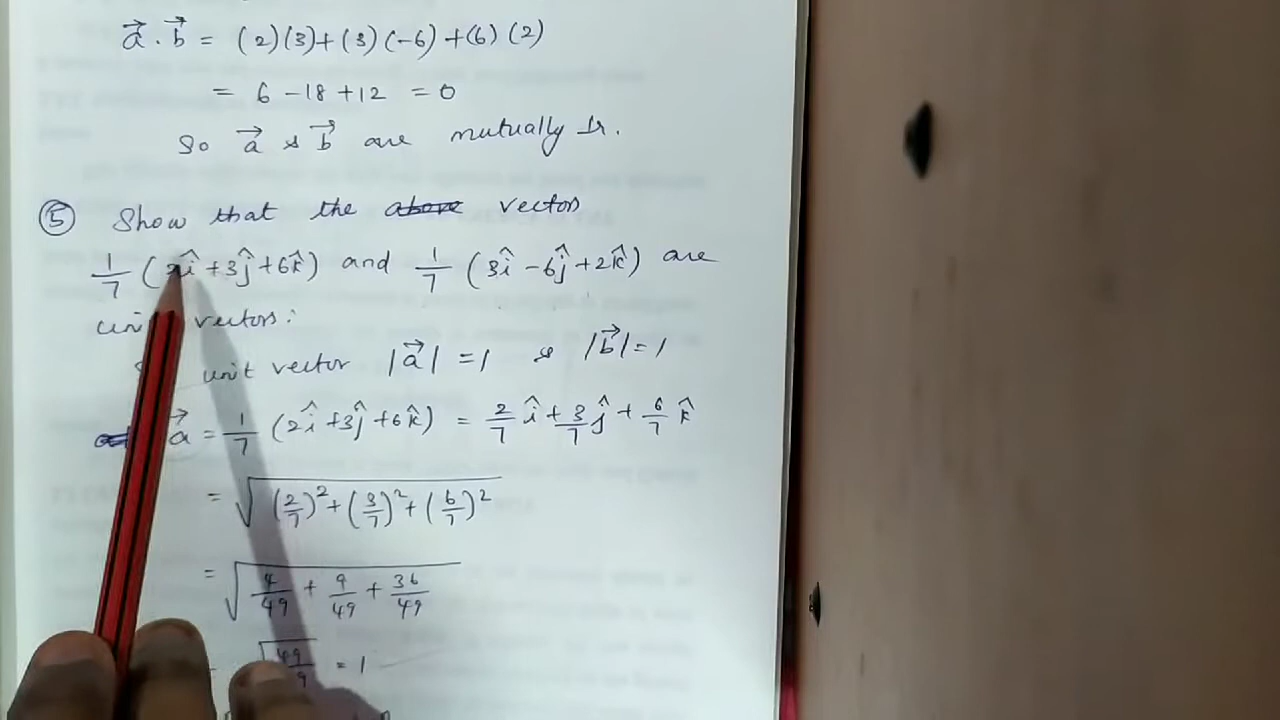 a⃗ . b⃗ = (2)(3)+(3)(-6)+(6)(2)
= 6 -18 +12 = 0
So a⃗ & b⃗ are mutually ⊥r.
⑤ Show that the above vectors
1/7 (2î + 3ĵ + 6k̂) and 1/7 (3î - 6ĵ + 2k̂) are
unit vectors:
unit vector |a⃗| = 1 & |b⃗| = 1
a⃗ = 1/7 (2î + 3ĵ + 6k̂) = 2/7 î + 3/7 ĵ + 6/7 k̂
= √((2/7)² + (3/7)² + (6/7)²)
= √(4/49 + 9/49 + 36/49)
√(49/49) = 1